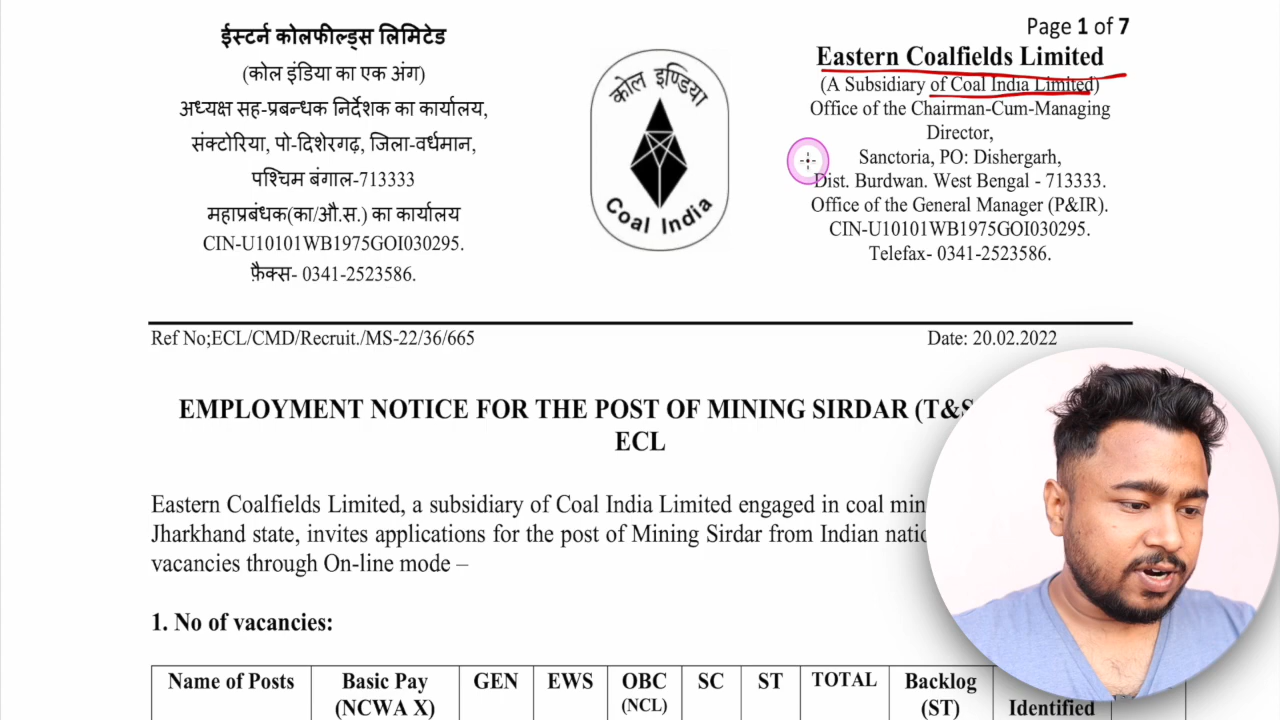 ईस्टर्न कोलफील्ड्स लिमिटेड
(कोल इंडिया का एक अंग)
अध्यक्ष सह-प्रबन्धक निर्देशक का कार्यालय,
संक्टोरिया, पो-दिशेरगढ़, जिला-वर्धमान,
पश्चिम बंगाल-713333
महाप्रबंधक(का/औ.स.) का कार्यालय
CIN-U10101WB1975GOI030295.
फ़ैक्स- 0341-2523586.
कोल इण्डिया
Coal India
Page 1 of 7
Eastern Coalfields Limited
(A Subsidiary of Coal India Limited)
Office of the Chairman-Cum-Managing
Director,
Sanctoria, PO: Dishergarh,
Dist. Burdwan. West Bengal - 713333.
Office of the General Manager (P&IR).
CIN-U10101WB1975GOI030295.
Telefax- 0341-2523586.
Ref No;ECL/CMD/Recruit./MS-22/36/665
Date: 20.02.2022
EMPLOYMENT NOTICE FOR THE POST OF MINING SIRDAR (T&S
ECL
Eastern Coalfields Limited, a subsidiary of Coal India Limited engaged in coal
Jharkhand state, invites applications for the post of Mining Sirdar from Indian
vacancies through On-line mode –
1. No of vacancies:
Name of Posts Basic Pay GEN EWS OBC SC ST TOTAL Backlog
(NCWA X) (NCL) (ST) Identified